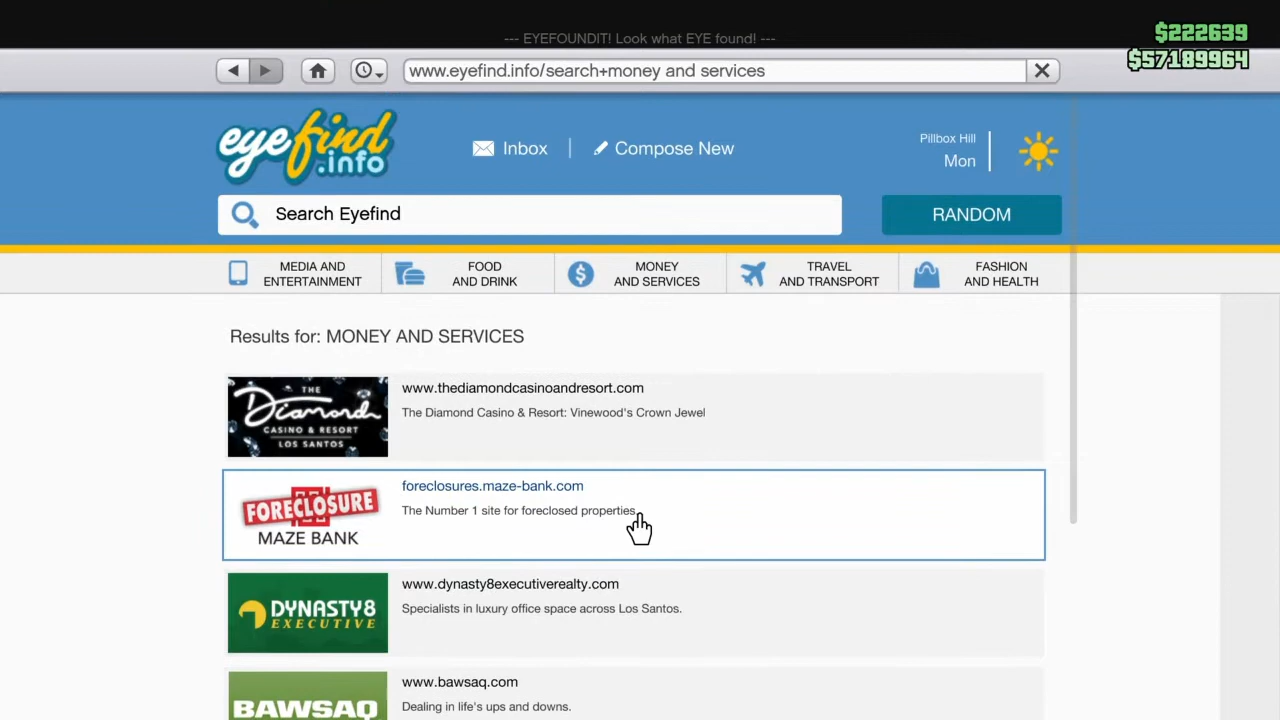 --- EYEFOUNDIT! Look what EYE found! ---
$222639
$57189964
www.eyefind.info/search+money and services
eyefind
.info
Inbox
Compose New
Pillbox Hill
Mon
Search Eyefind
RANDOM
MEDIA AND
ENTERTAINMENT
FOOD
AND DRINK
MONEY
AND SERVICES
TRAVEL
AND TRANSPORT
FASHION
AND HEALTH
Results for: MONEY AND SERVICES
THE
Diamond
CASINO & RESORT
LOS SANTOS
www.thediamondcasinoandresort.com
The Diamond Casino & Resort: Vinewood's Crown Jewel
FORECLOSURE
MAZE BANK
foreclosures.maze-bank.com
The Number 1 site for foreclosed properties.
DYNASTY8
EXECUTIVE
www.dynasty8executiverealty.com
Specialists in luxury office space across Los Santos.
BAWSAQ
www.bawsaq.com
Dealing in life's ups and downs.